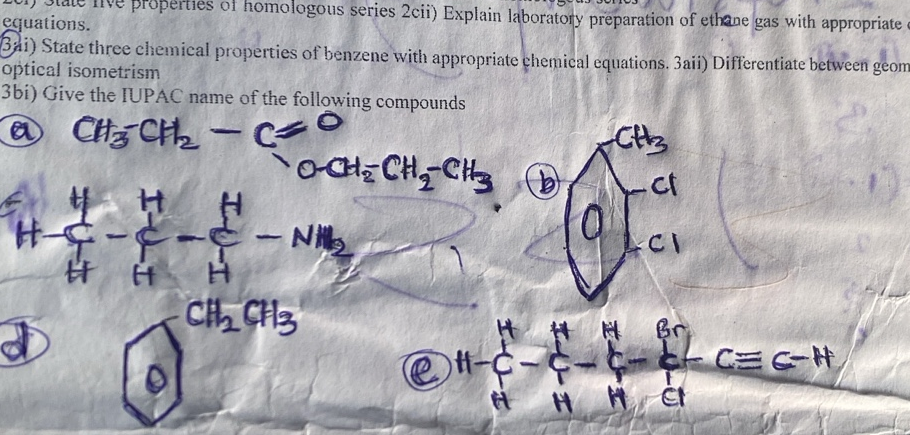 State five properties of homologous series 2cii) Explain laboratory preparation of ethane gas with appropriate
equations.
3ai) State three chemical properties of benzene with appropriate chemical equations. 3aii) Differentiate between geom
optical isometrism
3bi) Give the IUPAC name of the following compounds
(a) CH3-CH2 - C=O
O-CH2-CH2-CH3
(b) CH3
Cl
Cl
H H H
H-C-C-C-NH2
H H H
(d) CH2CH3
H H H Br
(e) H-C-C-C-C-C≡C-H
H H H Cl